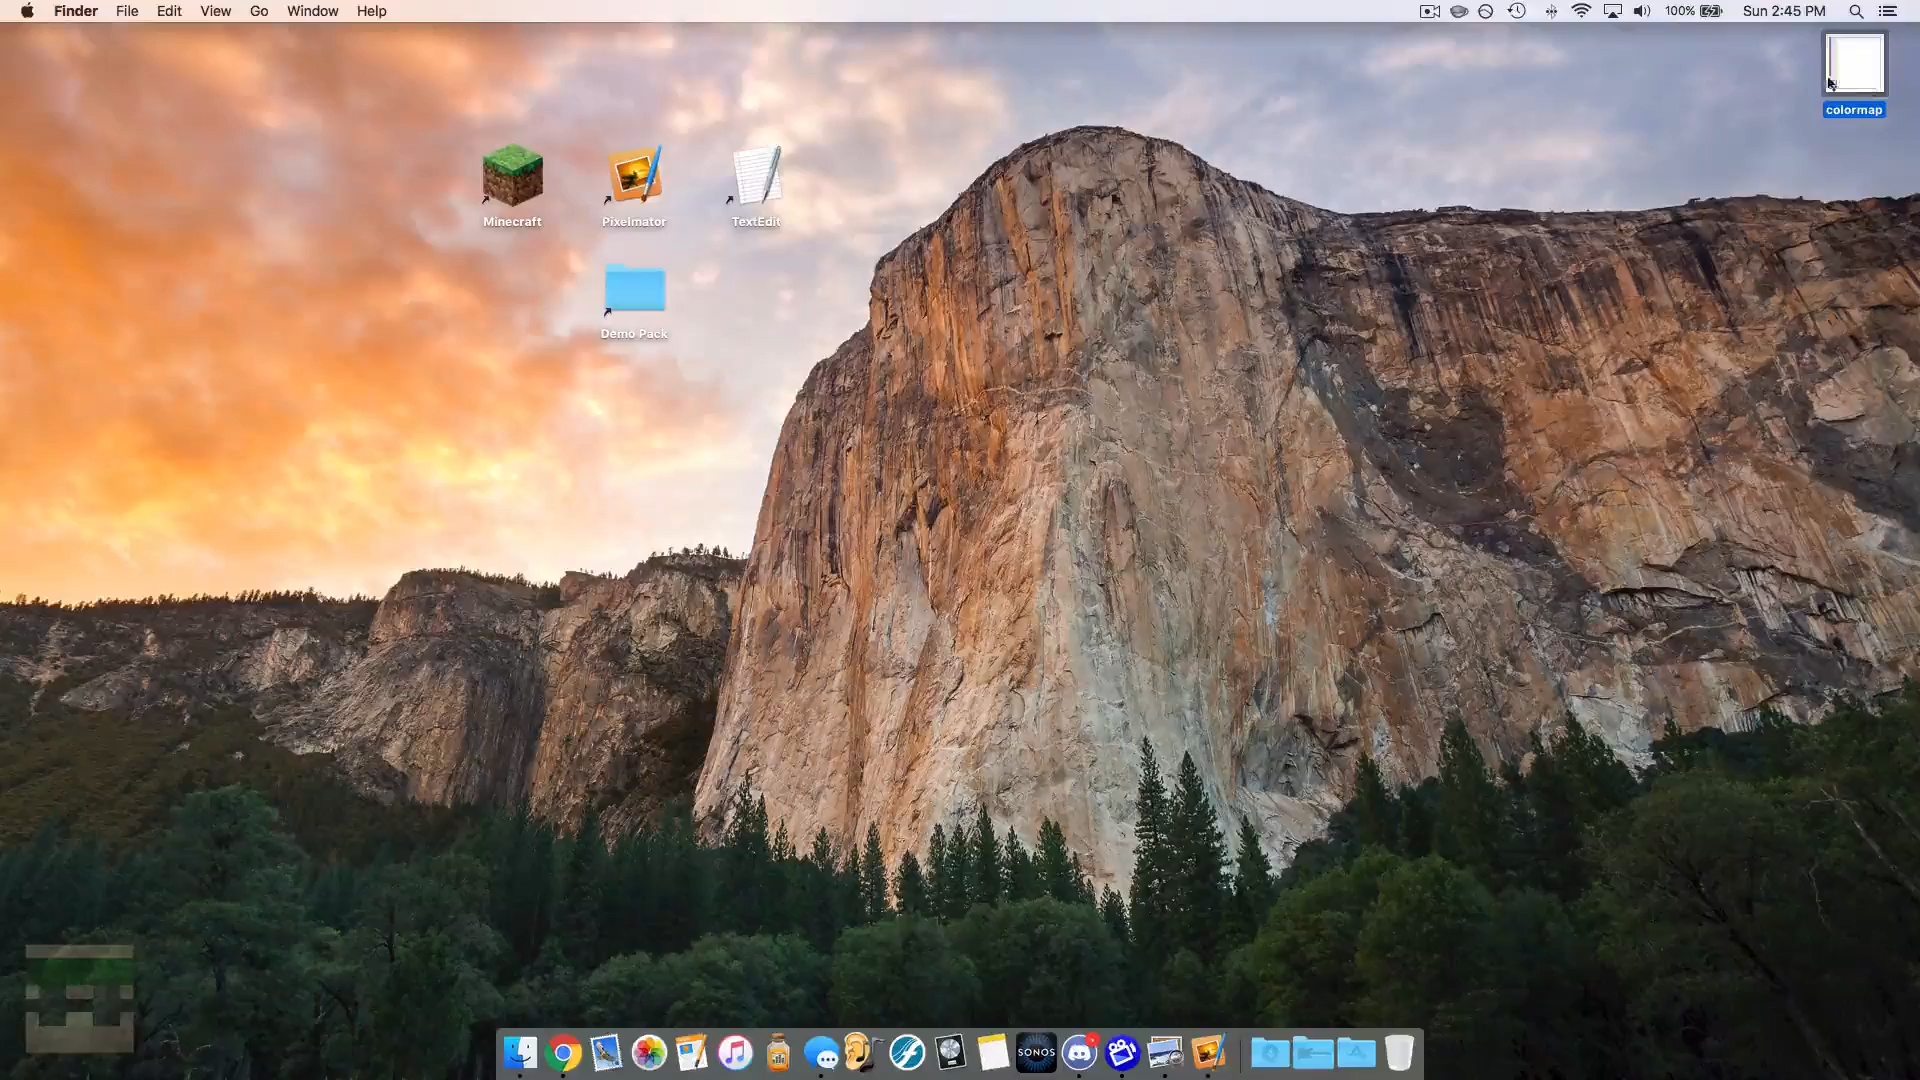 Finder File Edit View Go Window Help 100% Sun 2:45 PM
colormap
Minecraft Pixelmator TextEdit
Demo Pack
SONOS